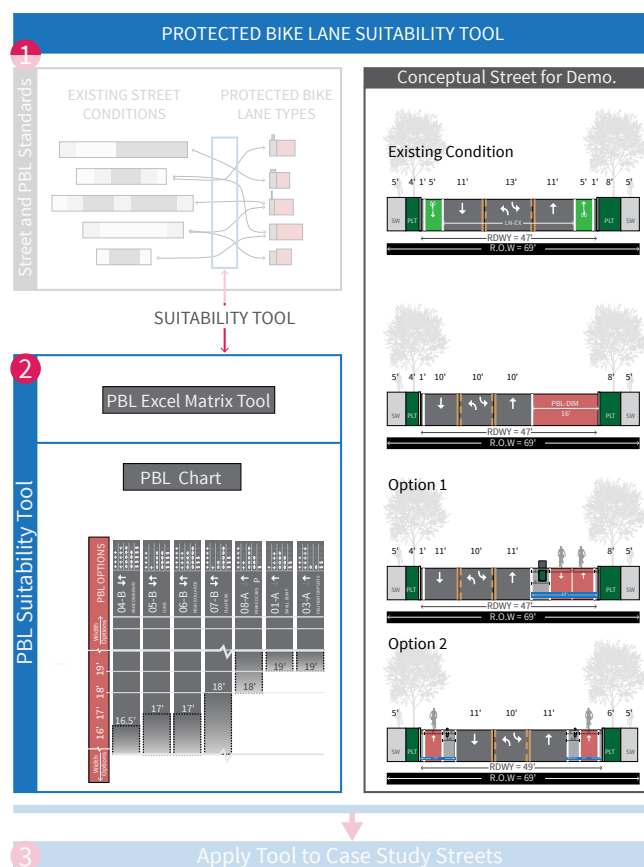 PROTECTED BIKE LANE SUITABILITY TOOL
1
Street and PBL Standards
EXISTING STREET
CONDITIONS
PROTECTED BIKE
LANE TYPES
SUITABILITY TOOL
2
PBL Suitability Tool
PBL Excel Matrix Tool
PBL Chart
PBL OPTIONS
04-B
05-B
06-B
07-B
08-A P
01-A
03-A
Width
Options
19'
18'
17'
16'
Width
Options
16.5'
17'
17'
18'
18'
19'
19'
Conceptual Street for Demo.
Existing Condition
5' 4' 1' 5' 11' 13' 11' 5' 1' 8' 5'
SW PLT LN-EX PLT SW
RDWY = 47'
R.O.W = 69'
5' 4' 1' 10' 10' 10' 8' 5'
SW PLT PBL-DIM PLT SW
16'
RDWY = 47'
R.O.W = 69'
Option 1
5' 4' 1' 11' 10' 11' 8' 5'
SW PLT PLT SW
RDWY = 47'
R.O.W = 69'
Option 2
5' 11' 10' 11' 6' 5'
SW PLT PLT SW
RDWY = 49'
R.O.W = 69'
3
Apply Tool to Case Study Streets